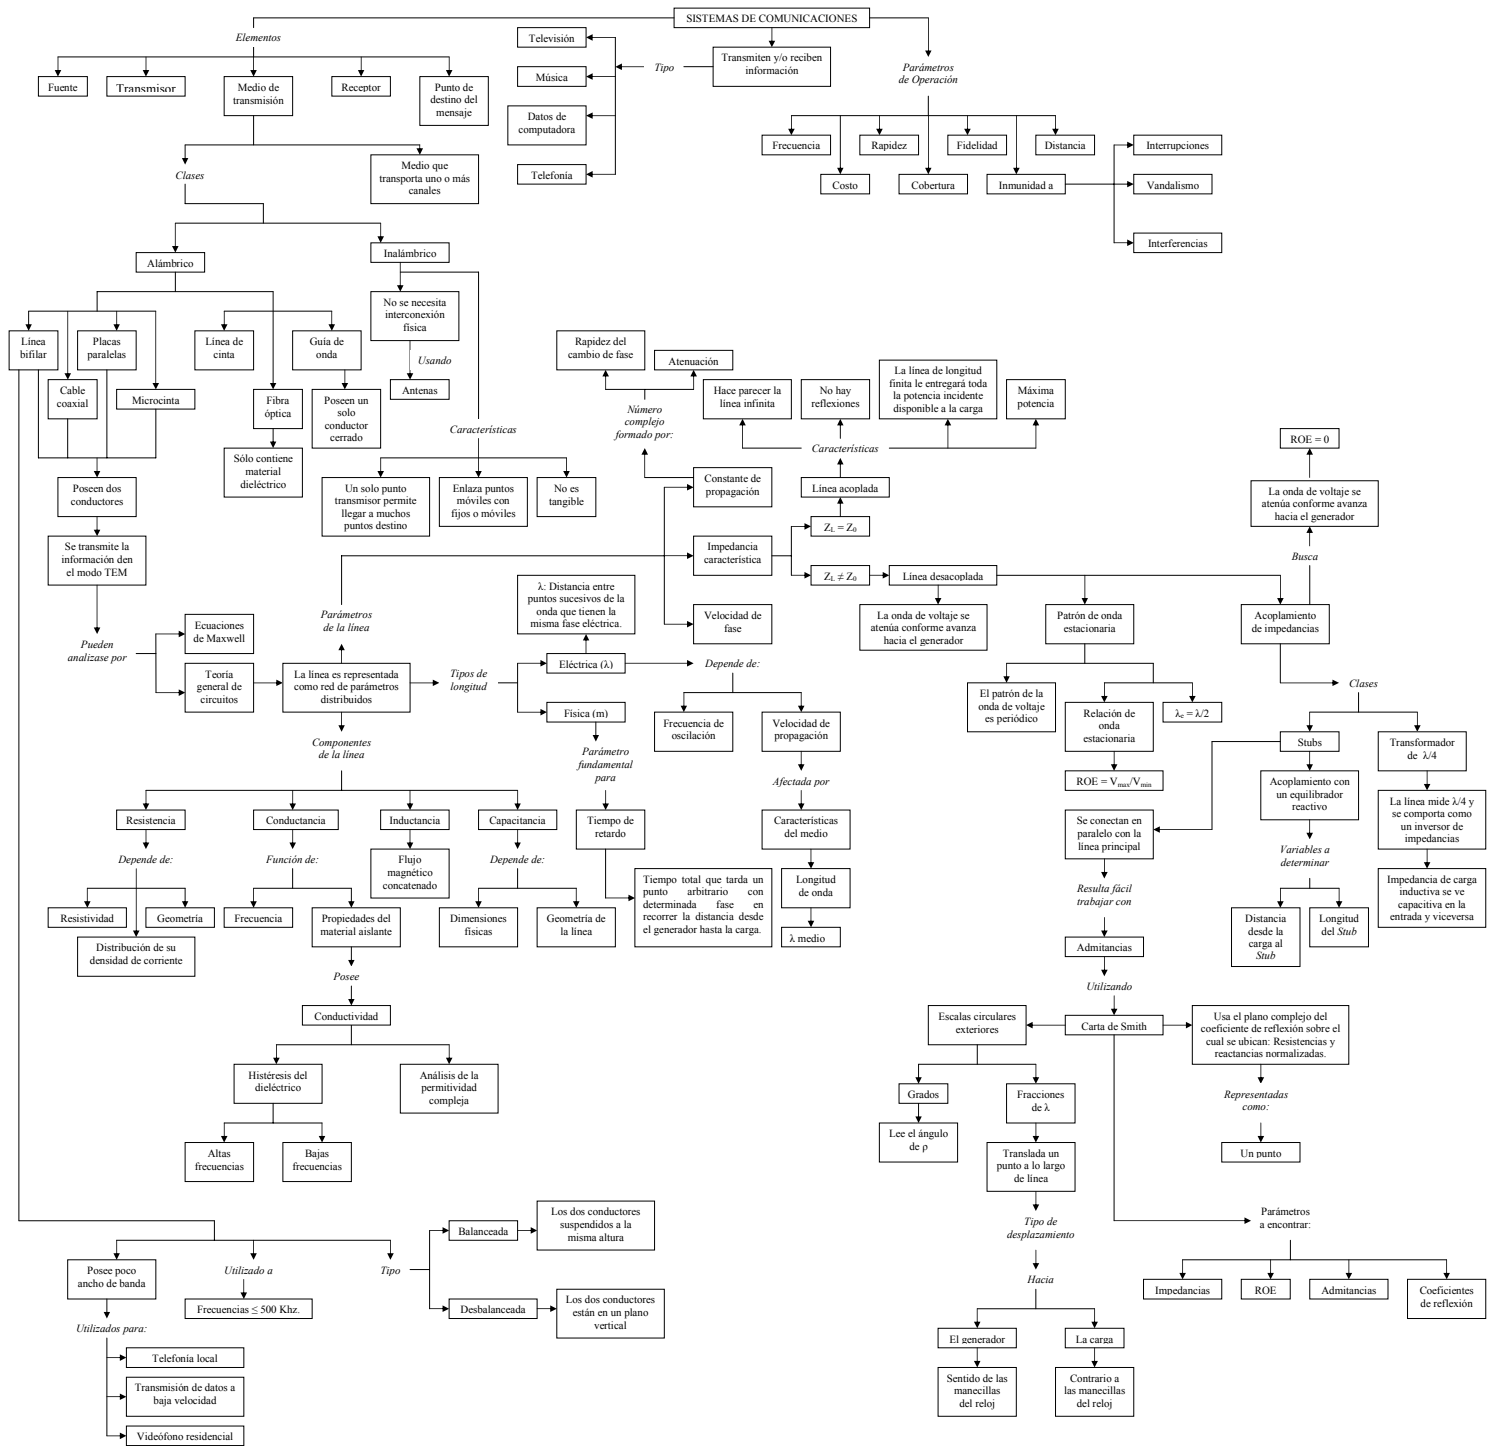 SISTEMAS DE COMUNICACIONES
Elementos
Fuente
Transmisor
Medio de
transmisión
Receptor
Punto de
destino del
mensaje
Transmiten y/o reciben
información
Tipo
Televisión
Música
Datos de
computadora
Telefonía
Parámetros
de Operación
Frecuencia
Rapidez
Fidelidad
Distancia
Costo
Cobertura
Inmunidad a
Interrupciones
Vandalismo
Interferencias
Clases
Medio que
transporta uno o más
canales
Alámbrico
Inalámbrico
Línea
bifilar
Placas
paralelas
Cable
coaxial
Microcinta
Línea de
cinta
Guía de
onda
Fibra
óptica
Poseen un
solo
conductor
cerrado
Sólo contiene
material
dieléctrico
No se necesita
interconexión
física
Usando
Antenas
Características
Un solo punto
transmisor permite
llegar a muchos
puntos destino
Enlaza puntos
móviles con
fijos o móviles
No es
tangible
Poseen dos
conductores
Se transmite la
información den
el modo TEM
Pueden
analizase por
Ecuaciones
de Maxwell
Teoría
general de
circuitos
La línea es representada
como red de parámetros
distribuidos
Parámetros
de la línea
Rapidez del
cambio de fase
Atenuación
Número
complejo
formado por:
Constante de
propagación
Impedancia
característica
Velocidad de
fase
Hace parecer la
línea infinita
No hay
reflexiones
La línea de longitud
finita le entregará toda
la potencia incidente
disponible a la carga
Máxima
potencia
Características
Línea acoplada
Z_L = Z_0
Z_L ≠ Z_0
Línea desacoplada
La onda de voltaje se
atenúa conforme avanza
hacia el generador
Patrón de onda
estacionaria
Acoplamiento
de impedancias
Busca
La onda de voltaje se
atenúa conforme avanza
hacia el generador
ROE = 0
El patrón de la
onda de voltaje
es periódico
Relación de
onda
estacionaria
λ_e = λ/2
ROE = V_max/V_min
Clases
Stubs
Transformador
de λ/4
Acoplamiento con
un equilibrador
reactivo
La línea mide λ/4 y
se comporta como
un inversor de
impedancias
Impedancia de carga
inductiva se ve
capacitiva en la
entrada y viceversa
Variables a
determinar
Distancia
desde la
carga al
Stub
Longitud
del Stub
Se conectan en
paralelo con la
línea principal
Resulta fácil
trabajar con
Admitancias
Utilizando
Carta de Smith
Escalas circulares
exteriores
Usa el plano complejo del
coeficiente de reflexión sobre el
cual se ubican: Resistencias y
reactancias normalizadas.
Representadas
como:
Un punto
Grados
Fracciones
de λ
Lee el ángulo
de ρ
Translada un
punto a lo largo
de línea
Tipo de
desplazamiento
Hacia
El generador
La carga
Sentido de las
manecillas
del reloj
Contrario a
las manecillas
del reloj
Parámetros
a encontrar:
Impedancias
ROE
Admitancias
Coeficientes
de reflexión
Tipos de
longitud
λ: Distancia entre
puntos sucesivos de la
onda que tienen la
misma fase eléctrica.
Eléctrica (λ)
Física (m)
Depende de:
Frecuencia de
oscilación
Velocidad de
propagación
Afectada por
Características
del medio
Longitud
de onda
λ medio
Parámetro
fundamental
para
Tiempo de
retardo
Tiempo total que tarda un
punto arbitrario con
determinada fase en
recorrer la distancia desde
el generador hasta la carga.
Componentes
de la línea
Resistencia
Conductancia
Inductancia
Capacitancia
Depende de:
Resistividad
Geometría
Distribución de su
densidad de corriente
Función de:
Frecuencia
Propiedades del
material aislante
Flujo
magnético
concatenado
Depende de:
Dimensiones
físicas
Geometría de
la línea
Posee
Conductividad
Histéresis del
dieléctrico
Análisis de la
permitividad
compleja
Altas
frecuencias
Bajas
frecuencias
Posee poco
ancho de banda
Utilizado a
Frecuencias ≤ 500 Khz.
Tipo
Balanceada
Los dos conductores
suspendidos a la
misma altura
Desbalanceada
Los dos conductores
están en un plano
vertical
Utilizados para:
Telefonía local
Transmisión de datos a
baja velocidad
Videófono residencial